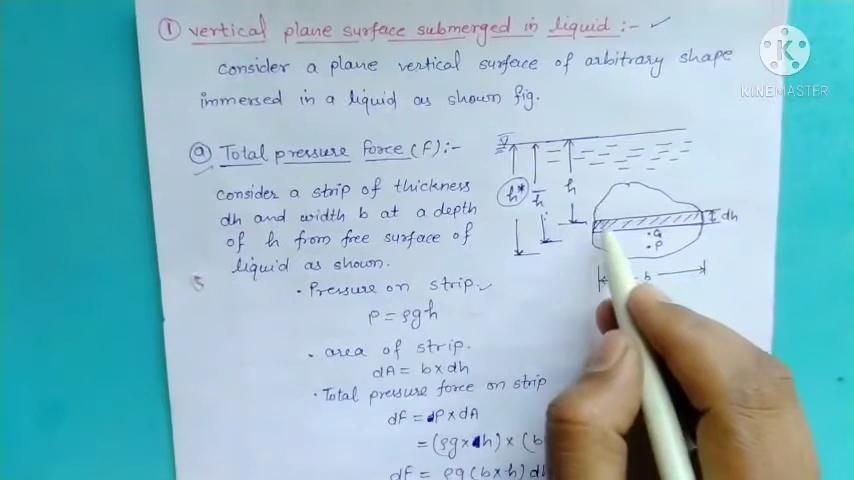 ① vertical plane surface submerged in liquid :-
consider a plane vertical surface of arbitrary shape
immersed in a liquid as shown fig.
KINEMASTER
ⓐ Total pressure force (F) :-
consider a strip of thickness
dh and width b at a depth
of h from free surface of
liquid as shown.
h* h̄ h
dh
G
P
b
• Pressure on strip.
P = ρgh
• area of strip.
dA = b×dh
• Total pressure force on strip
dF = P × dA
= (ρg×h) × (b
dF = ρg(b×h)dh